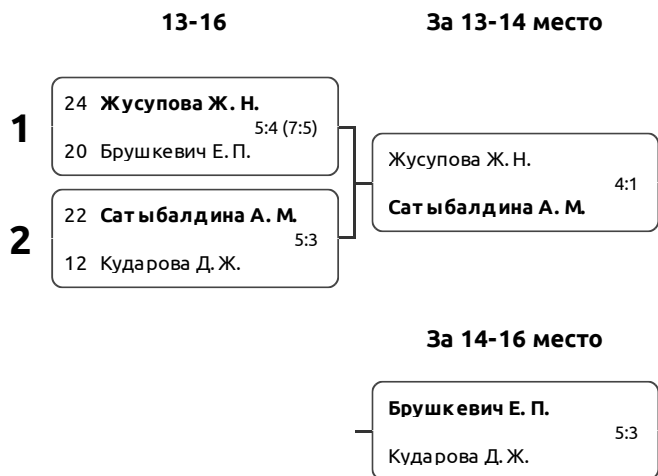 13-16
За 13-14 место
1
24 Жусупова Ж. Н.
5:4 (7:5)
20 Брушкевич Е. П.
2
22 Сатыбалдина А. М.
5:3
12 Кударова Д. Ж.
Жусупова Ж. Н.
4:1
Сатыбалдина А. М.
За 14-16 место
Брушкевич Е. П.
5:3
Кударова Д. Ж.